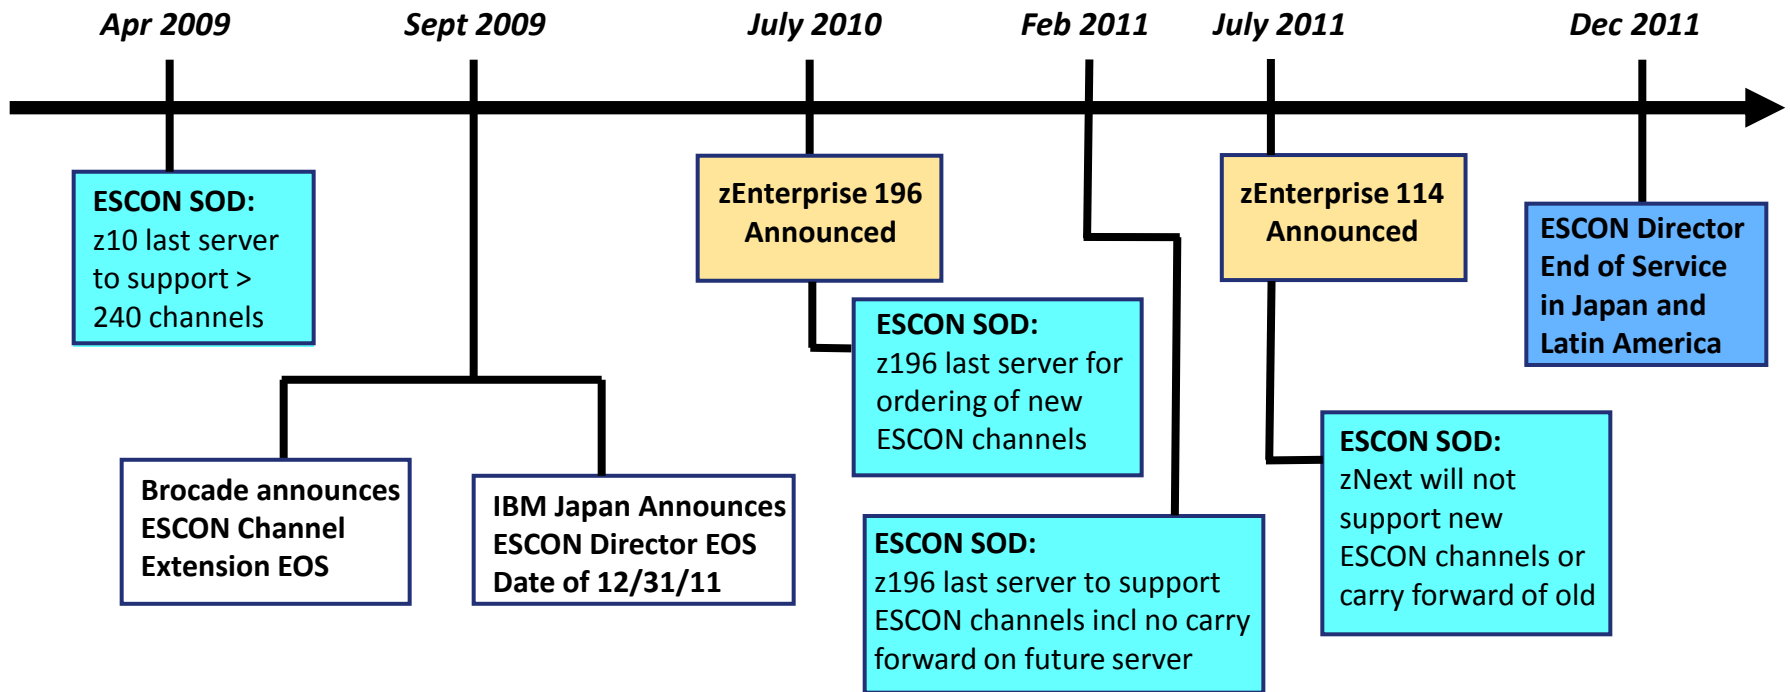 Apr 2009
Sept 2009
July 2010
Feb 2011
July 2011
Dec 2011
ESCON SOD:
z10 last server
to support >
240 channels
Brocade announces
ESCON Channel
Extension EOS
IBM Japan Announces
ESCON Director EOS
Date of 12/31/11
zEnterprise 196
Announced
ESCON SOD:
z196 last server for
ordering of new
ESCON channels
ESCON SOD:
z196 last server to support
ESCON channels incl no carry
forward on future server
zEnterprise 114
Announced
ESCON SOD:
zNext will not
support new
ESCON channels or
carry forward of old
ESCON Director
End of Service
in Japan and
Latin America